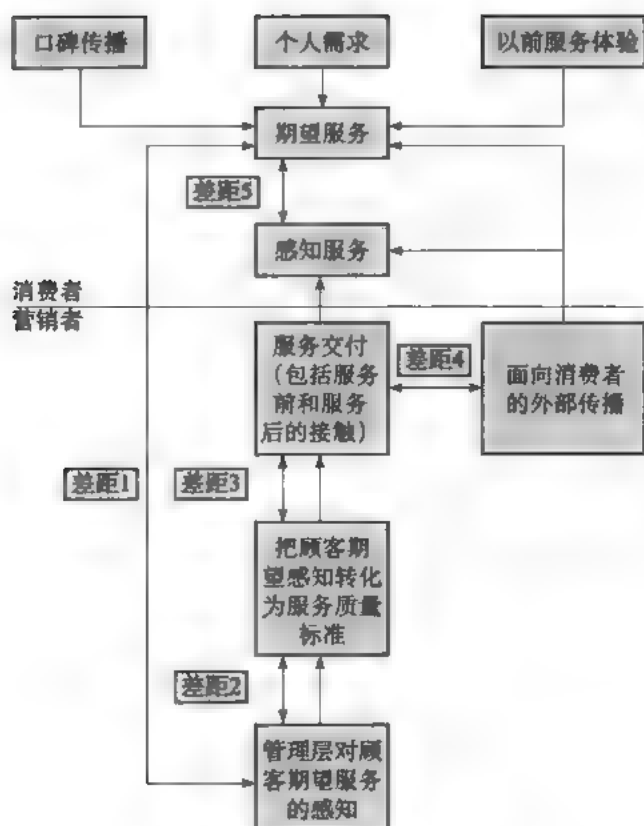 口碑传播
个人需求
以前服务体验
期望服务
差距5
感知服务
消费者
营销者
服务交付
（包括服务
前和服务
后的接触）
差距4
面向消费者
的外部传播
差距1
差距3
把顾客期
望感知转化
为服务质量
标准
差距2
管理层对顾
客期望服务
的感知